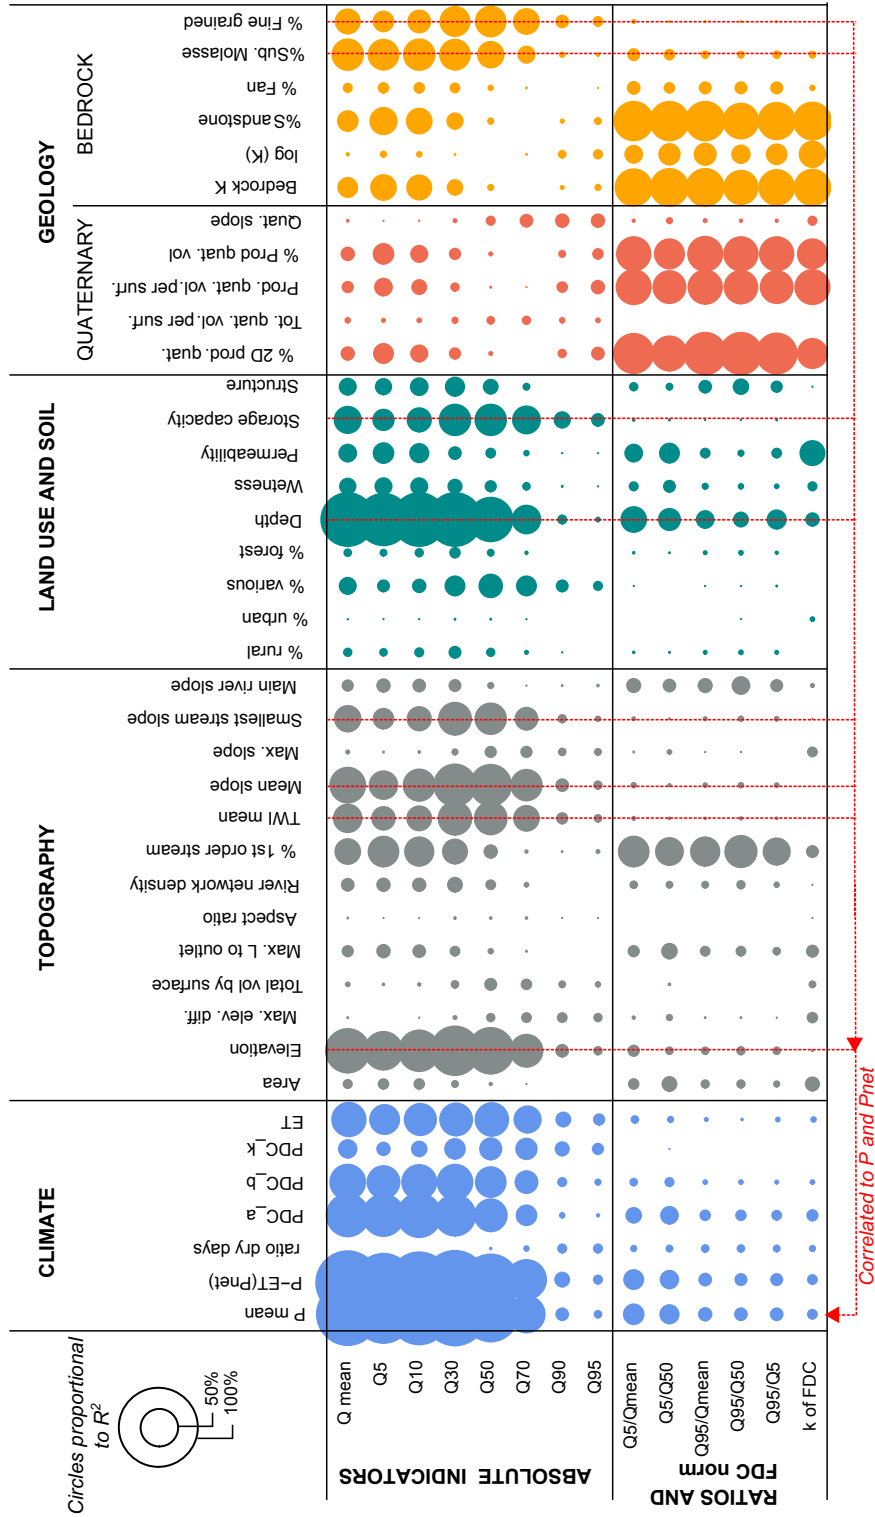 GEOLOGY
BEDROCK
% Fine grained
%Sub. Molasse
% Fan
%Sandstone
log (K)
Bedrock K
QUATERNARY
Quat. slope
% Prod quat. vol
Prod. quat. vol.per surf.
Tot. quat. vol.per surf.
% 2D prod. quat.
LAND USE AND SOIL
Structure
Storage capacity
Permeability
Wetness
Depth
% forest
% various
% urban
% rural
TOPOGRAPHY
Main river slope
Smallest stream slope
Max. slope
Mean slope
TWI mean
% 1st order stream
River network density
Aspect ratio
Max. L to outlet
Total vol by surface
Max. elev. diff.
Elevation
Area
CLIMATE
ET
PDC_k
PDC_b
PDC_a
ratio dry days
P-ET(Pnet)
P mean
Circles proportional
to R²
50%
100%
ABSOLUTE INDICATORS
Q mean
Q5
Q10
Q30
Q50
Q70
Q90
Q95
RATIOS AND
FDC norm
Q5/Qmean
Q5/Q50
Q95/Qmean
Q95/Q50
Q95/Q5
k of FDC
Correlated to P and Pnet